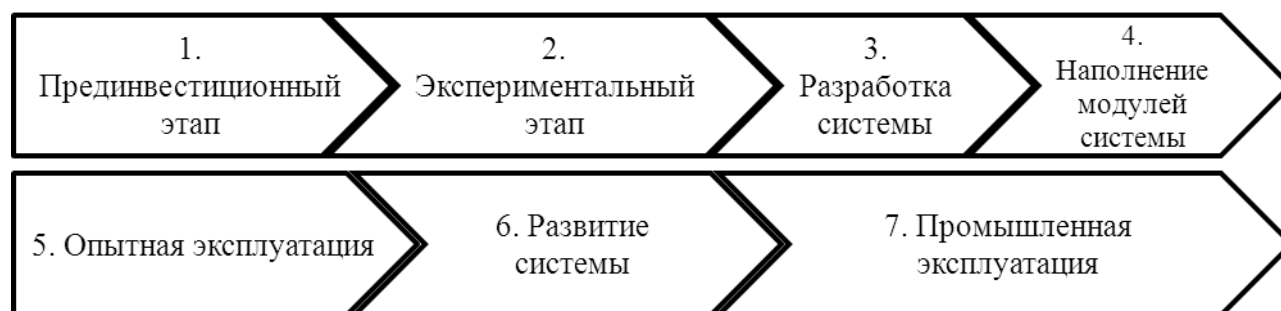 1.
Прединвестиционный
этап
2.
Экспериментальный
этап
3.
Разработка
системы
4.
Наполнение
модулей
системы
5. Опытная эксплуатация
6. Развитие
системы
7. Промышленная
эксплуатация